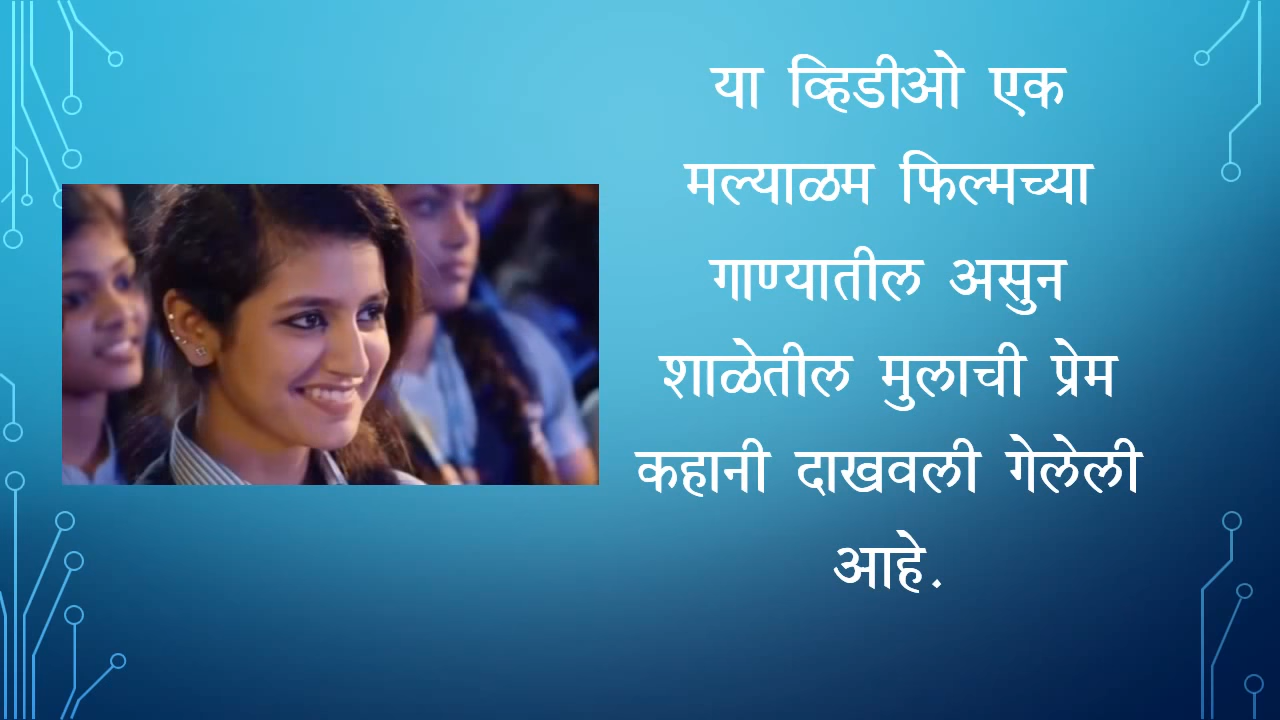 या व्हिडीओ एक
मल्याळम फिल्मच्या
गाण्यातील असुन
शाळेतील मुलाची प्रेम
कहानी दाखवली गेलेली
आहे.